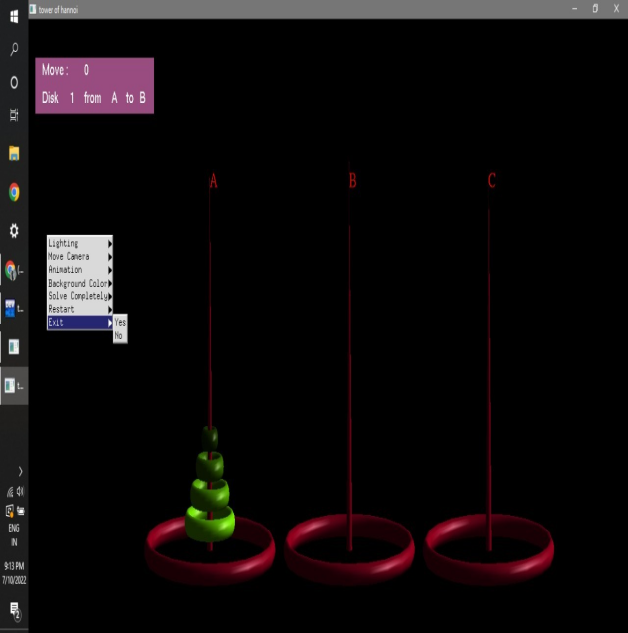 tower of hannoi
Move: 0
Disk 1 from A to B
A B C
Lighting
Move Camera
Animation
Background Color
Solve Completely
Restart
Exit
Yes
No
ENG
IN
9:13 PM
7/10/2022
2